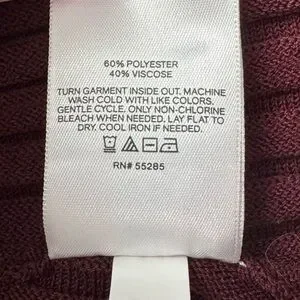 60% POLYESTER
40% VISCOSE
TURN GARMENT INSIDE OUT. MACHINE
WASH COLD WITH LIKE COLORS.
GENTLE CYCLE. ONLY NON-CHLORINE
BLEACH WHEN NEEDED. LAY FLAT TO
DRY. COOL IRON IF NEEDED.
RN# 55285